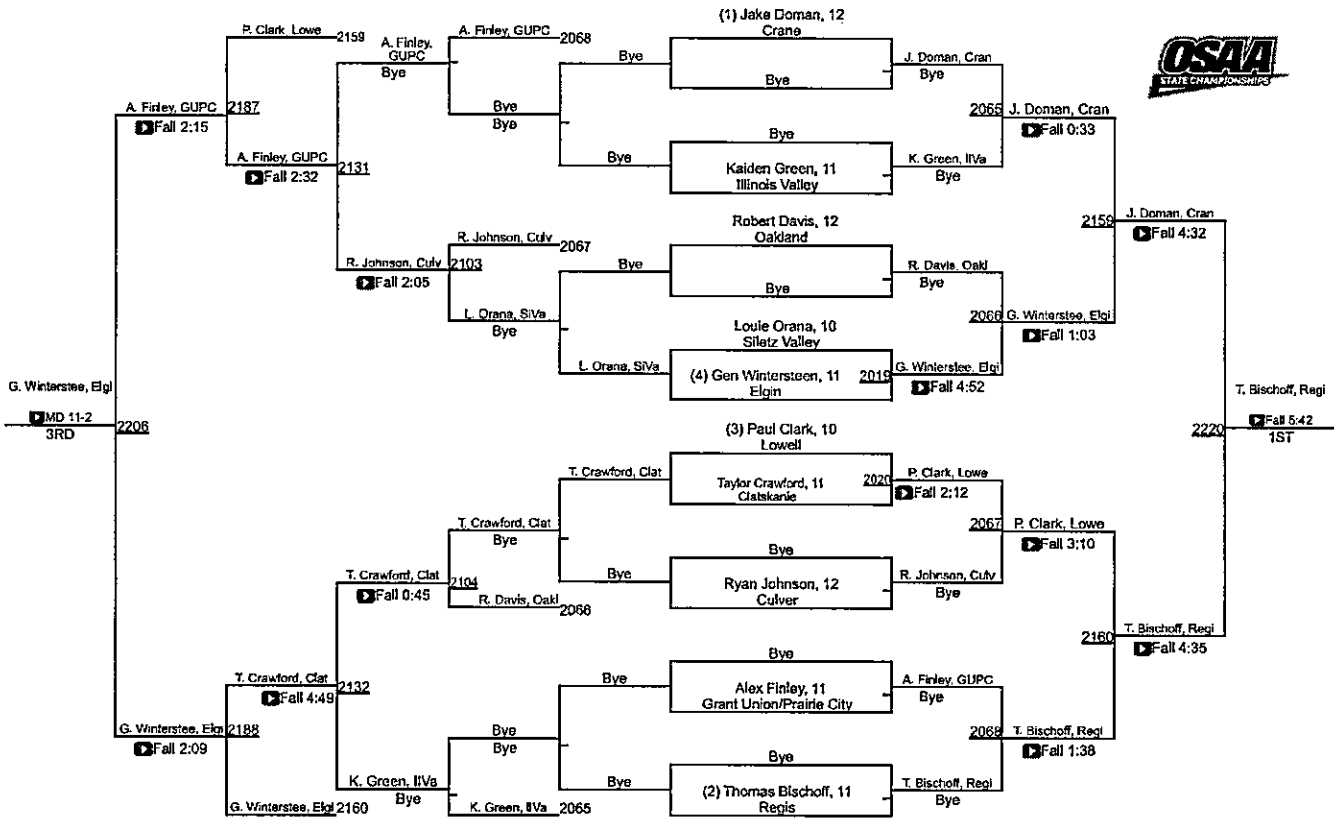 OSAA
STATE CHAMPIONSHIPS
G. Winterstee, Elgi
MD 11-2
3RD
2206
A. Finley, GUPC
Fall 2:15
2187
P. Clark, Lowe
2159
A. Finley, GUPC
Fall 2:32
2131
A. Finley,
GUPC
Bye
A. Finley, GUPC
2068
Bye
Bye
R. Johnson, Culv
Fall 2:05
2103
R. Johnson, Culv
2067
L. Orana, SiVa
Bye
Bye
Bye
Bye
L. Orana, SiVa
(1) Jake Doman, 12
Crane
Bye
Bye
Kaiden Green, 11
Illinois Valley
Robert Davis, 12
Oakland
Bye
Louie Orana, 10
Siletz Valley
(4) Gen Wintersteen, 11
Elgin
2019
J. Doman, Cran
Bye
K. Green, IlVa
Bye
2065
J. Doman, Cran
Fall 0:33
R. Davis, Oakl
Bye
G. Winterstee, Elgi
Fall 4:52
2066
G. Winterstee, Elgi
Fall 1:03
2159
J. Doman, Cran
Fall 4:32
T. Bischoff, Regi
Fall 5:42
1ST
2220
G. Winterstee, Elgi
Fall 2:09
2188
T. Crawford, Clat
Fall 4:49
2132
G. Winterstee, Elgi
2160
T. Crawford, Clat
Fall 0:45
2104
T. Crawford, Clat
Bye
R. Davis, Oakl
2066
K. Green, IlVa
Bye
Bye
Bye
K. Green, IlVa
2065
T. Crawford, Clat
Bye
Bye
Bye
(3) Paul Clark, 10
Lowell
Taylor Crawford, 11
Clatskanie
2020
Bye
Ryan Johnson, 12
Culver
Bye
Alex Finley, 11
Grant Union/Prairie City
Bye
(2) Thomas Bischoff, 11
Regis
P. Clark, Lowe
Fall 2:12
R. Johnson, Culv
Bye
2067
P. Clark, Lowe
Fall 3:10
A. Finley, GUPC
Bye
T. Bischoff, Regi
Bye
2068
T. Bischoff, Regi
Fall 1:38
2160
T. Bischoff, Regi
Fall 4:35